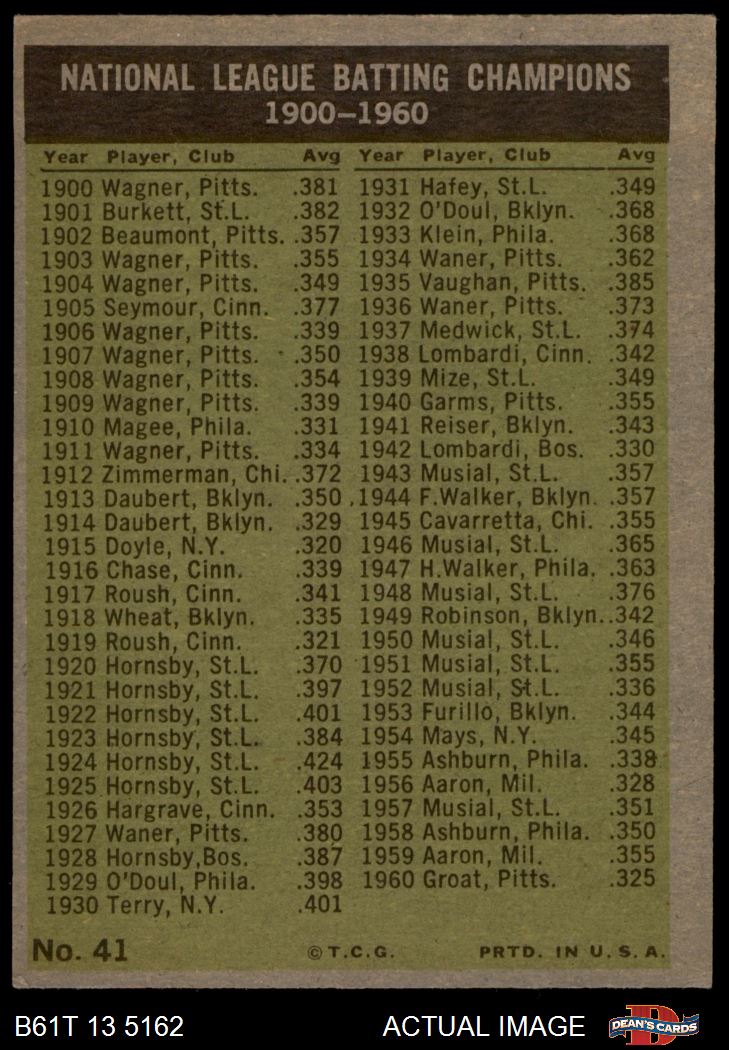 NATIONAL LEAGUE BATTING CHAMPIONS
1900–1960
Year Player, Club Avg
1900 Wagner, Pitts. .381
1901 Burkett, St.L. .382
1902 Beaumont, Pitts. .357
1903 Wagner, Pitts. .355
1904 Wagner, Pitts. .349
1905 Seymour, Cinn. .377
1906 Wagner, Pitts. .339
1907 Wagner, Pitts. .350
1908 Wagner, Pitts. .354
1909 Wagner, Pitts. .339
1910 Magee, Phila. .331
1911 Wagner, Pitts. .334
1912 Zimmerman, Chi. .372
1913 Daubert, Bklyn. .350
1914 Daubert, Bklyn. .329
1915 Doyle, N.Y. .320
1916 Chase, Cinn. .339
1917 Roush, Cinn. .341
1918 Wheat, Bklyn. .335
1919 Roush, Cinn. .321
1920 Hornsby, St.L. .370
1921 Hornsby, St.L. .397
1922 Hornsby, St.L. .401
1923 Hornsby, St.L. .384
1924 Hornsby, St.L. .424
1925 Hornsby, St.L. .403
1926 Hargrave, Cinn. .353
1927 Waner, Pitts. .380
1928 Hornsby,Bos. .387
1929 O'Doul, Phila. .398
1930 Terry, N.Y. .401
Year Player, Club Avg
1931 Hafey, St.L. .349
1932 O'Doul, Bklyn. .368
1933 Klein, Phila. .368
1934 Waner, Pitts. .362
1935 Vaughan, Pitts. .385
1936 Waner, Pitts. .373
1937 Medwick, St.L. .374
1938 Lombardi, Cinn. .342
1939 Mize, St.L. .349
1940 Garms, Pitts. .355
1941 Reiser, Bklyn. .343
1942 Lombardi, Bos. .330
1943 Musial, St.L. .357
1944 F.Walker, Bklyn. .357
1945 Cavarretta, Chi. .355
1946 Musial, St.L. .365
1947 H.Walker, Phila. .363
1948 Musial, St.L. .376
1949 Robinson, Bklyn. .342
1950 Musial, St.L. .346
1951 Musial, St.L. .355
1952 Musial, St.L. .336
1953 Furillo, Bklyn. .344
1954 Mays, N.Y. .345
1955 Ashburn, Phila. .338
1956 Aaron, Mil. .328
1957 Musial, St.L. .351
1958 Ashburn, Phila. .350
1959 Aaron, Mil. .355
1960 Groat, Pitts. .325
No. 41 © T.C.G. PRTD. IN U.S.A.
B61T 13 5162 ACTUAL IMAGE D DEAN'S CARDS